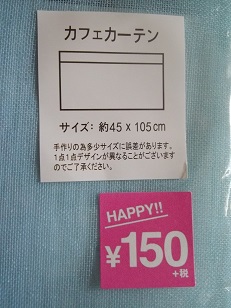 カフェカーテン
サイズ：約45 x 105cm
手作りの為多少サイズに誤差があります。
1点1点デザインが異なることがございます
のでご了承ください。
HAPPY!!
¥150
+税